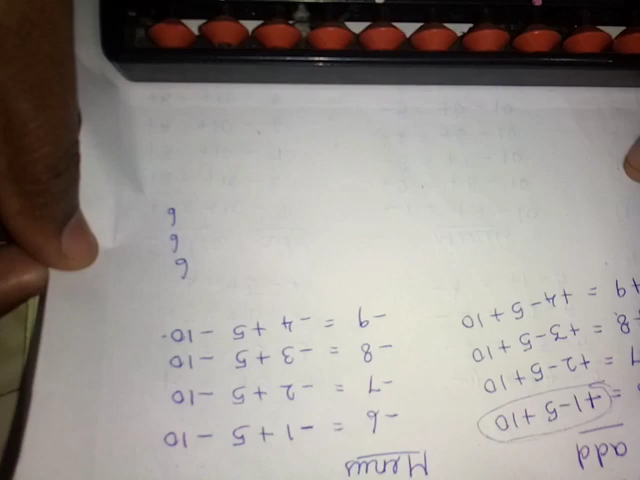 add
= +1-5+10
7 = +2-5+10
+8 = +3-5+10
+9 = +4-5+10
Menus
-6 = -1+5-10
-7 = -2+5-10
-8 = -3+5-10
-9 = -4+5-10